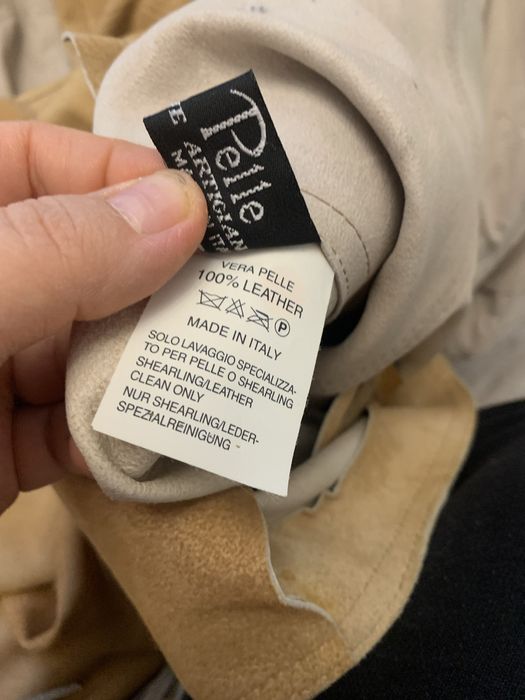 Pelle
ARTIGIAN
VERA PELLE
100% LEATHER
P
MADE IN ITALY
SOLO LAVAGGIO SPECIALIZZA-
TO PER PELLE O SHEARLING
SHEARLING/LEATHER
CLEAN ONLY
NUR SHEARLING/LEDER-
SPEZIALREINIGUNG